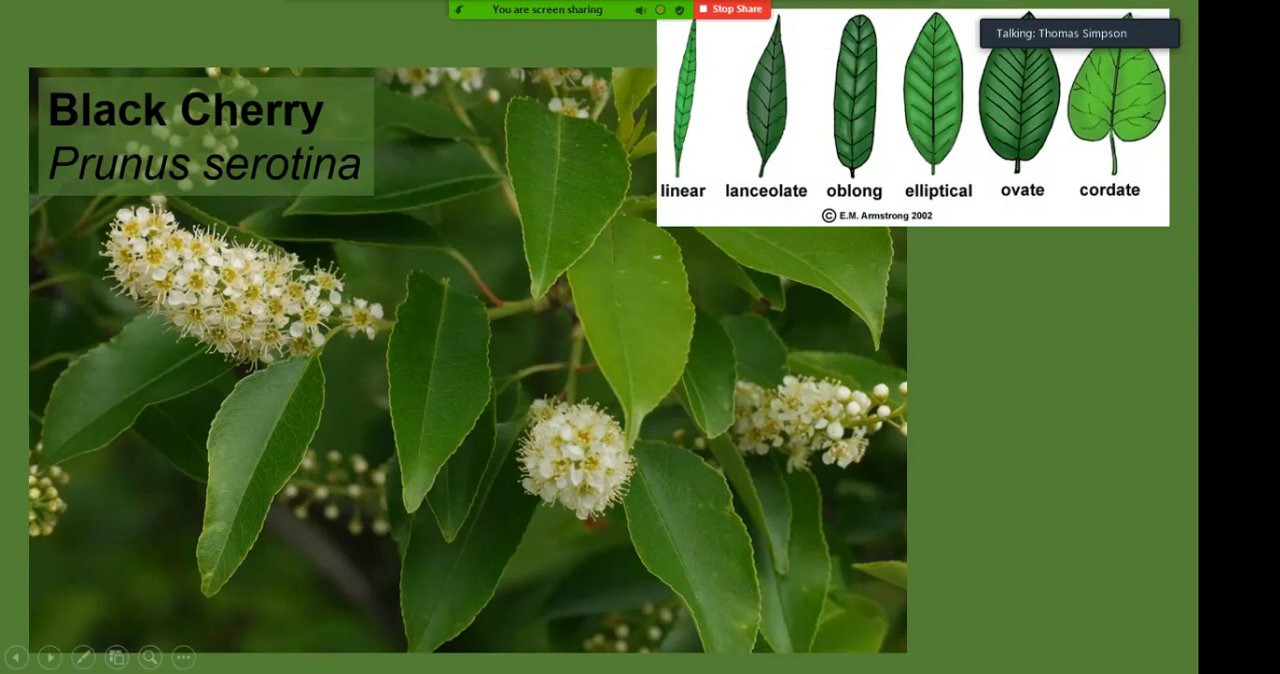 You are screen sharing
Stop Share
Talking: Thomas Simpson
Black Cherry
Prunus serotina
linear lanceolate oblong elliptical ovate cordate
© E.M. Armstrong 2002